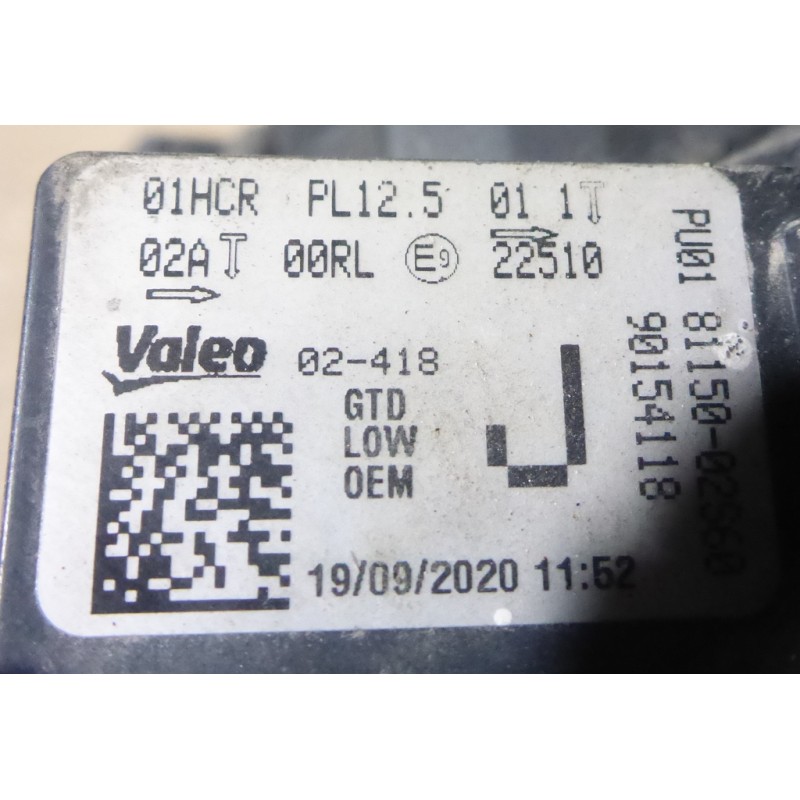 01HCR PL12.5 01 1
02A 00RL E9 22510
Valeo 02-418
GTD
LOW
OEM
J
19/09/2020 11:52
PU01 81150-02S60
90154118